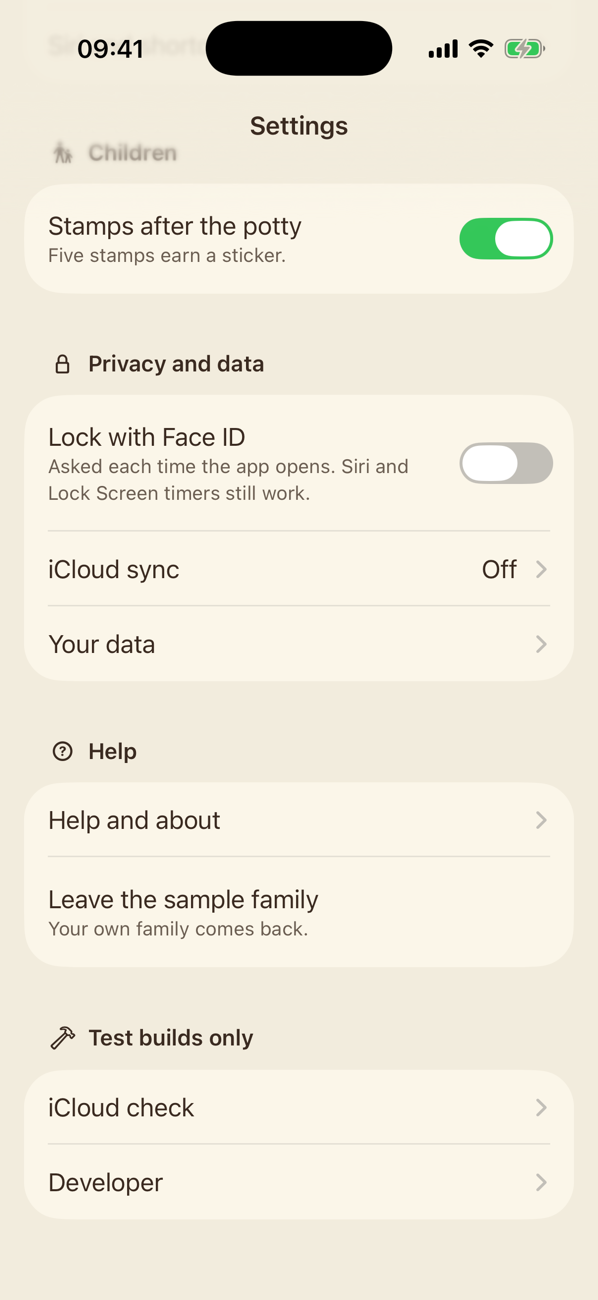 09:41
Settings
Children
Stamps after the potty
Five stamps earn a sticker.
Privacy and data
Lock with Face ID
Asked each time the app opens. Siri and
Lock Screen timers still work.
iCloud sync
Off
Your data
Help
Help and about
Leave the sample family
Your own family comes back.
Test builds only
iCloud check
Developer